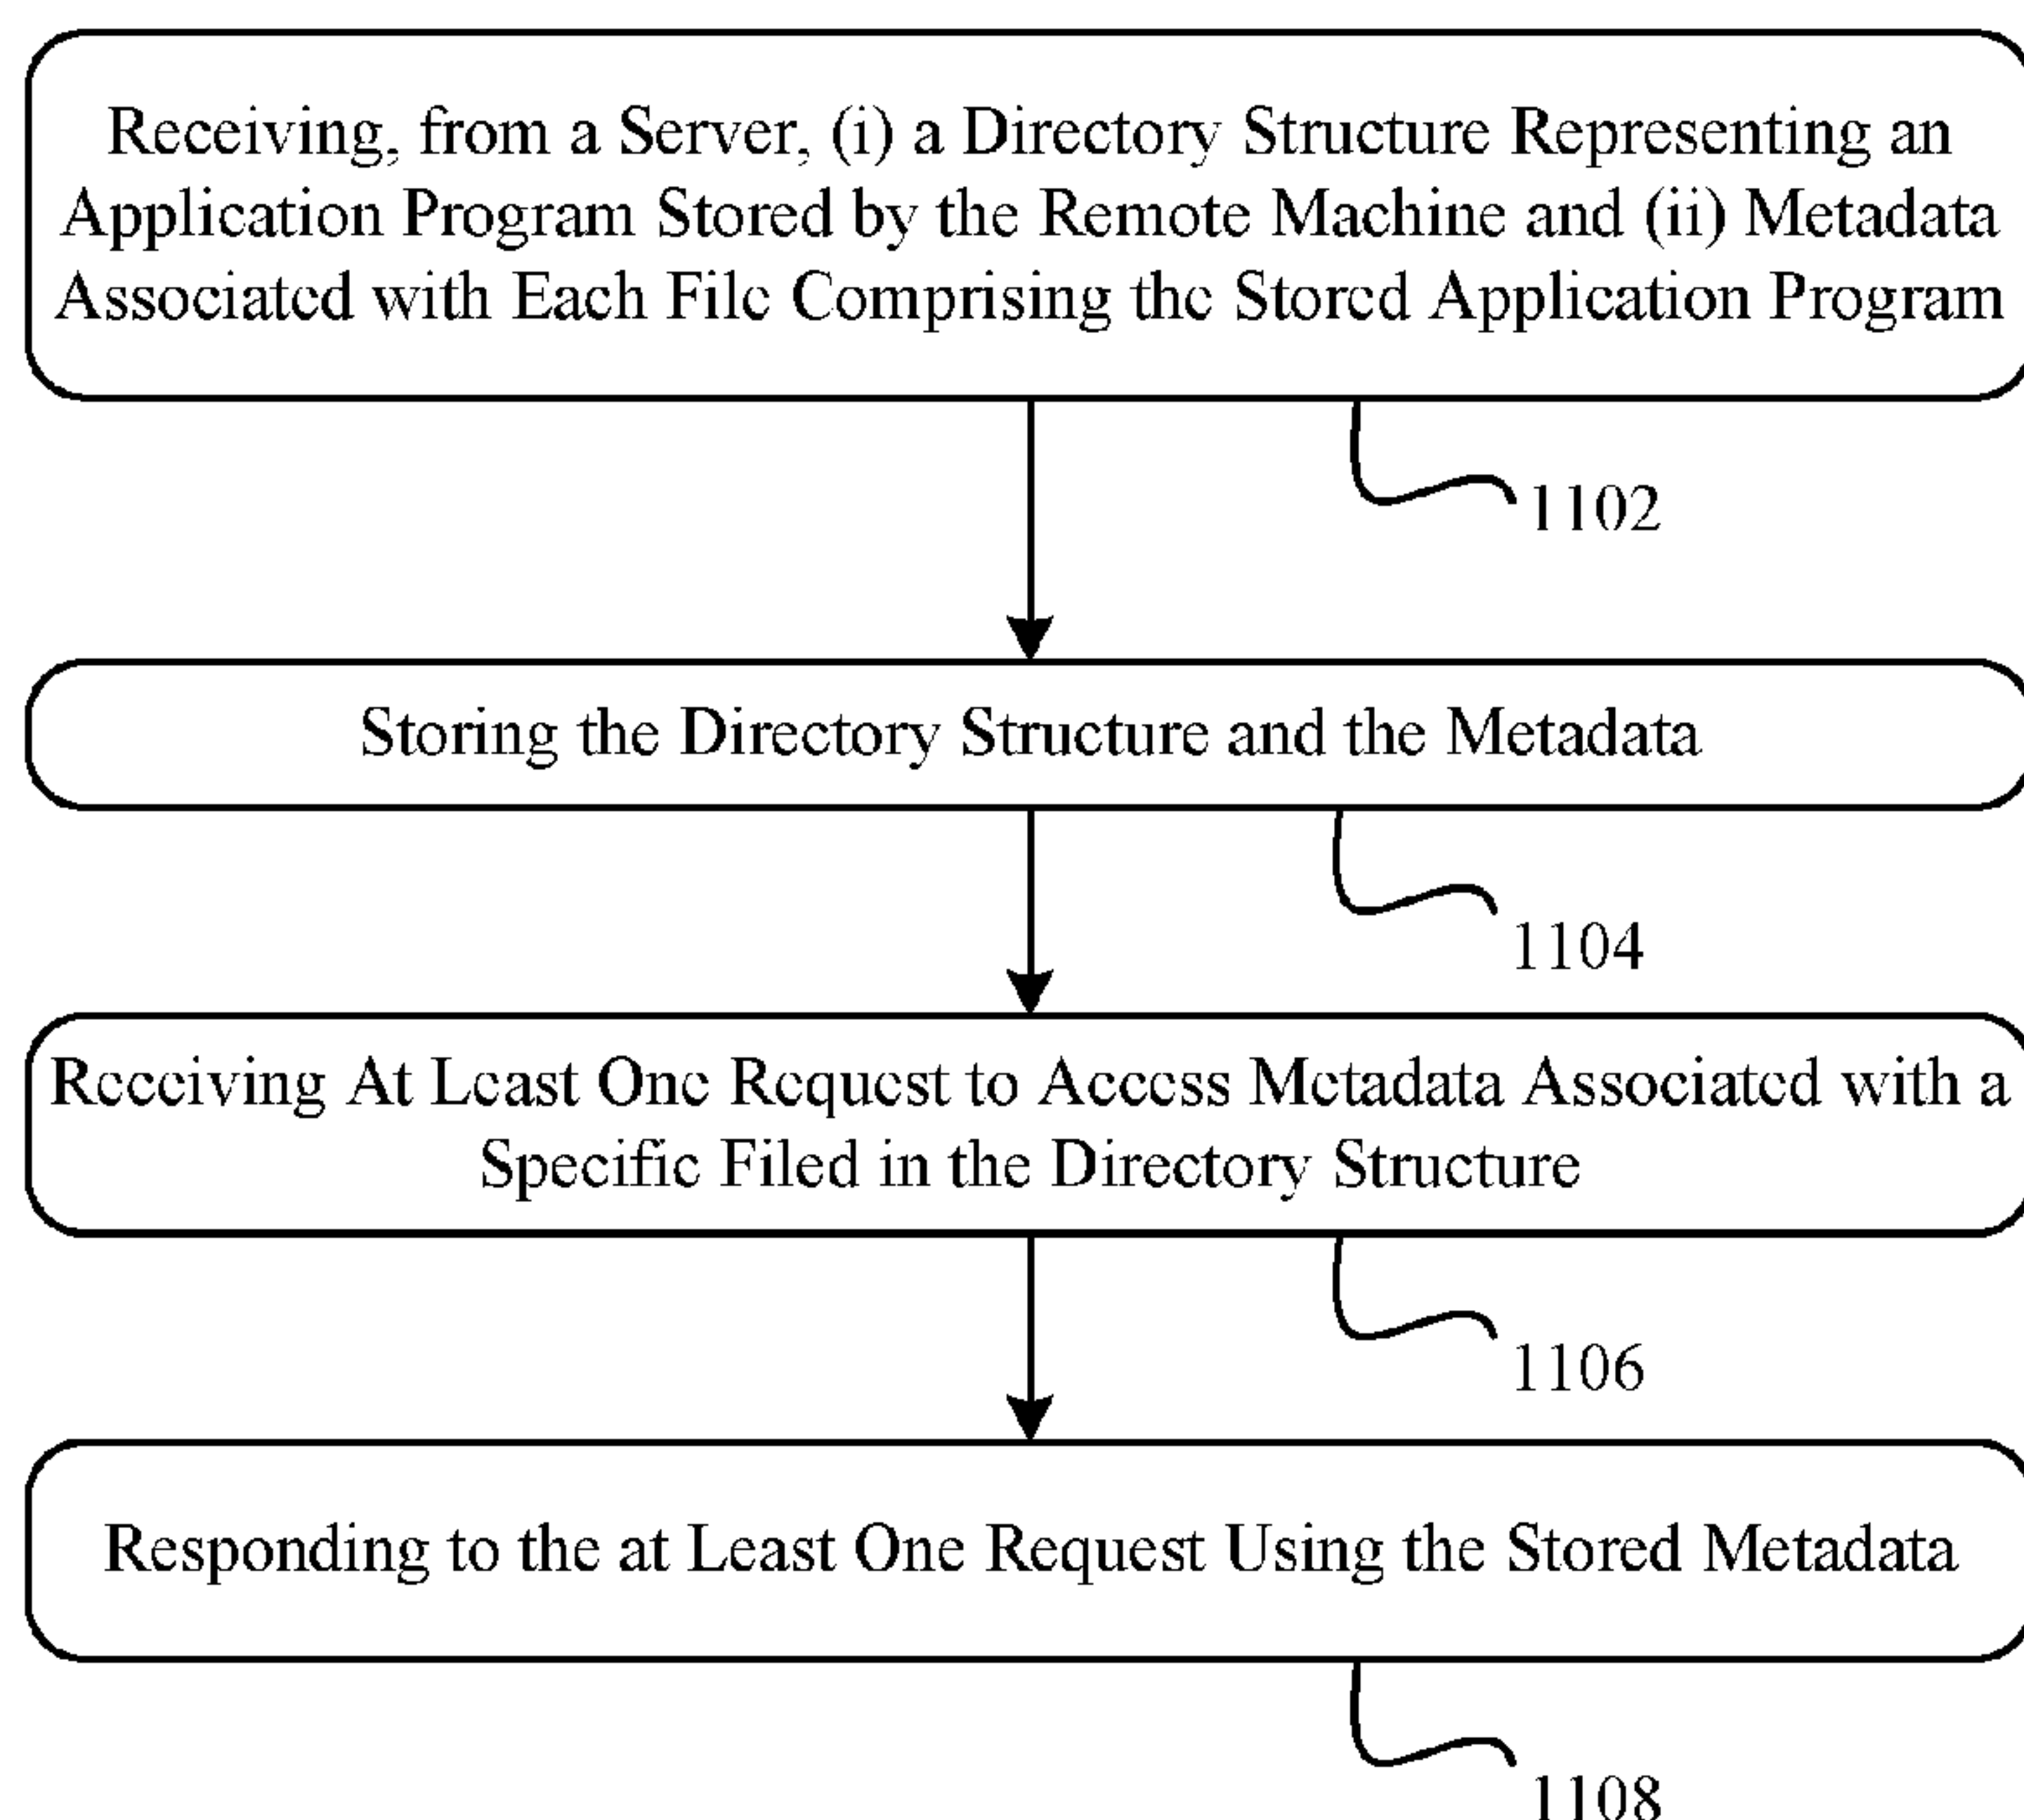 Receiving, from a Server, (i) a Directory Structure Representing an
Application Program Stored by the Remote Machine and (ii) Metadata
Associated with Each File Comprising the Stored Application Program
1102
Storing the Directory Structure and the Metadata
1104
Receiving At Least One Request to Access Metadata Associated with a
Specific Filed in the Directory Structure
1106
Responding to the at Least One Request Using the Stored Metadata
1108